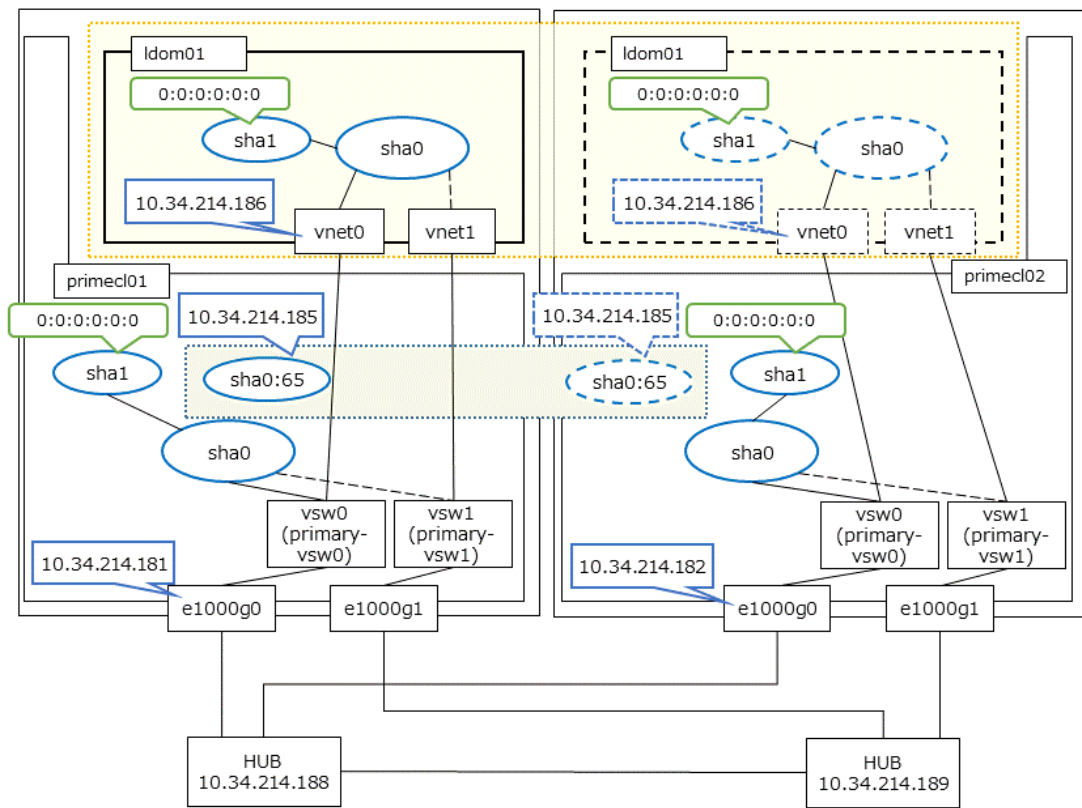 ldom01
ldom01
0:0:0:0:0:0
0:0:0:0:0:0
sha1
sha0
sha1
sha0
10.34.214.186
10.34.214.186
vnet0
vnet1
vnet0
vnet1
primecl01
primecl02
0:0:0:0:0:0
10.34.214.185
10.34.214.185
0:0:0:0:0:0
sha1
sha0:65
sha0:65
sha1
sha0
sha0
vsw0
(primary-
vsw0)
vsw1
(primary-
vsw1)
vsw0
(primary-
vsw0)
vsw1
(primary-
vsw1)
10.34.214.181
10.34.214.182
e1000g0
e1000g1
e1000g0
e1000g1
HUB
10.34.214.188
HUB
10.34.214.189